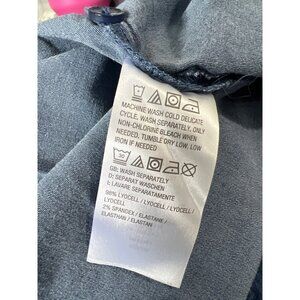 MACHINE WASH COLD DELICATE
CYCLE, WASH SEPARATELY, ONLY
NON-CHLORINE BLEACH WHEN
NEEDED, TUMBLE DRY LOW, LOW
IRON IF NEEDED
30
GB: WASH SEPARATELY
D: SEPARAT WASCHEN
I: LAVARE SEPARATAMENTE
98% LYOCELL / LYOCELL /
LYOCELL
2% SPANDEX / ELASTANE /
ELASTHAN / ELASTAN